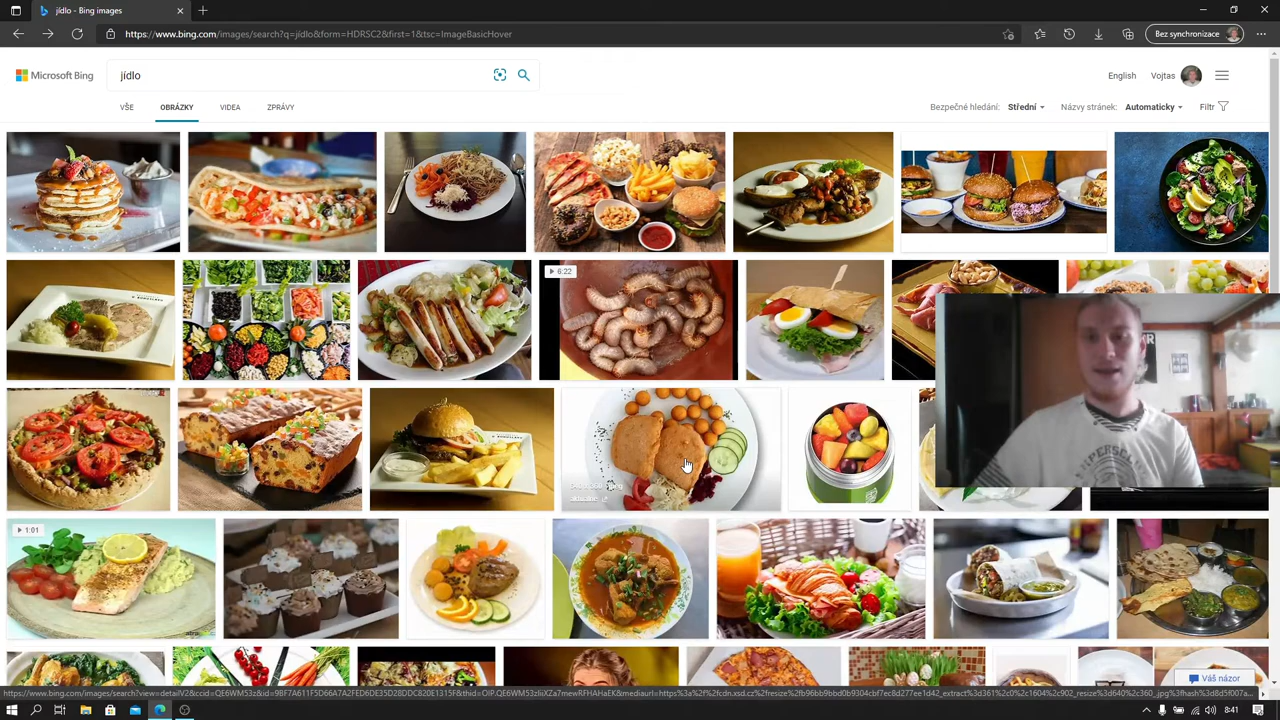 jídlo - Bing images
https://www.bing.com/images/search?q=jídlo&form=HDRSC2&first=1&tsc=ImageBasicHover
Bez synchronizace
Microsoft Bing
jídlo
English
Vojtas
VŠE
OBRÁZKY
VIDEA
ZPRÁVY
Bezpečné hledání:
Střední
Názvy stránek:
Automaticky
Filtr
6:22
aktualne
1:01
Váš názor
8:41